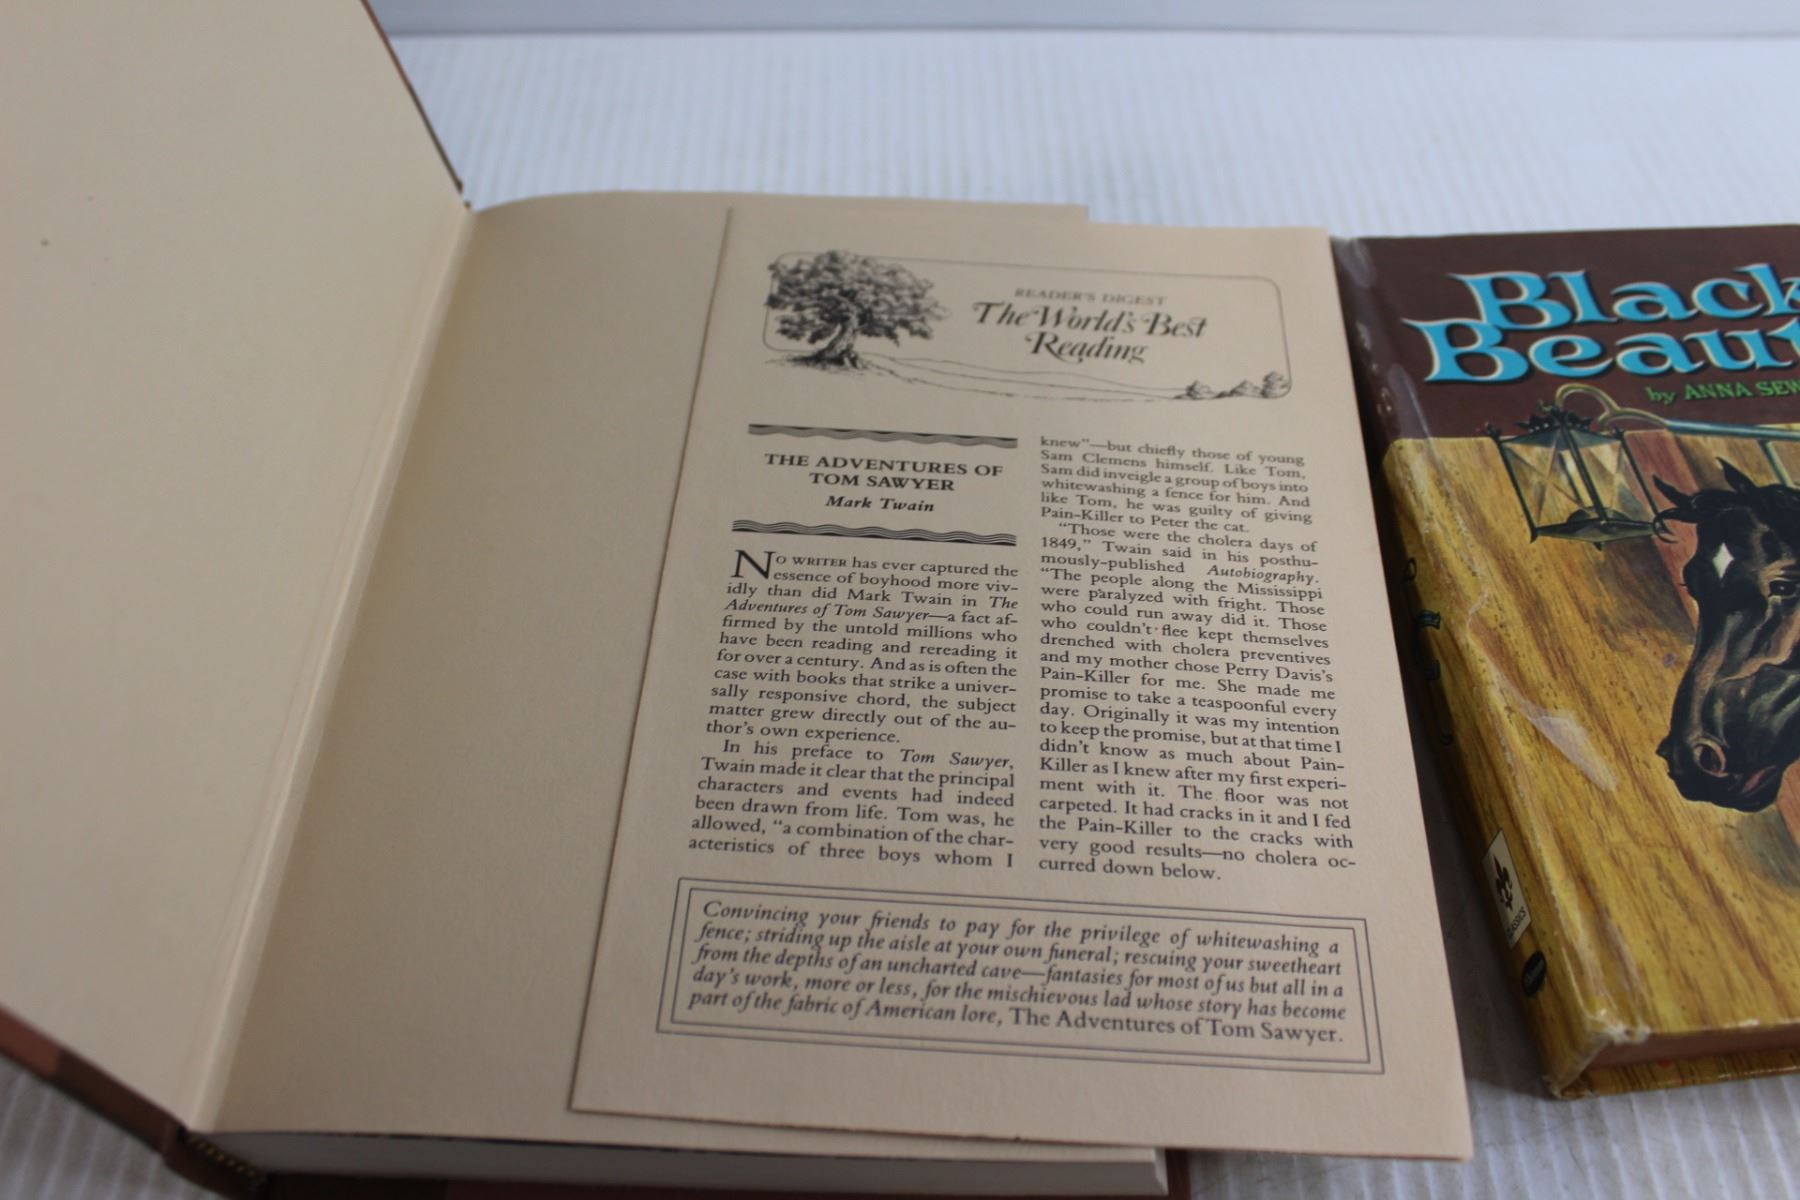 READER'S DIGEST
The World's Best
Reading
THE ADVENTURES OF
TOM SAWYER
Mark Twain
NO WRITER has ever captured the
essence of boyhood more viv-
idly than did Mark Twain in The
Adventures of Tom Sawyer—a fact af-
firmed by the untold millions who
have been reading and rereading it
for over a century. And as is often the
case with books that strike a univer-
sally responsive chord, the subject
matter grew directly out of the au-
thor's own experience.
In his preface to Tom Sawyer,
Twain made it clear that the principal
characters and events had indeed
been drawn from life. Tom was, he
allowed, "a combination of the char-
acteristics of three boys whom I
knew"—but chiefly those of young
Sam Clemens himself. Like Tom,
Sam did inveigle a group of boys into
whitewashing a fence for him. And
like Tom, he was guilty of giving
Pain-Killer to Peter the cat.
"Those were the cholera days of
1849," Twain said in his posthu-
mously-published Autobiography.
"The people along the Mississippi
were paralyzed with fright. Those
who could run away did it. Those
who couldn't flee kept themselves
drenched with cholera preventives
and my mother chose Perry Davis's
Pain-Killer for me. She made me
promise to take a teaspoonful every
day. Originally it was my intention
to keep the promise, but at that time I
didn't know as much about Pain-
Killer as I knew after my first experi-
ment with it. The floor was not
carpeted. It had cracks in it and I fed
the Pain-Killer to the cracks with
very good results—no cholera oc-
curred down below.
Convincing your friends to pay for the privilege of whitewashing a
fence; striding up the aisle at your own funeral; rescuing your sweetheart
from the depths of an uncharted cave—fantasies for most of us but all in a
day's work, more or less, for the mischievous lad whose story has become
part of the fabric of American lore, The Adventures of Tom Sawyer.
Black
Beaut
by ANNA SEW